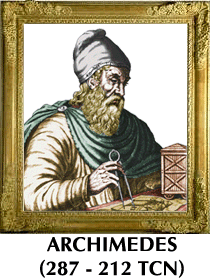 ARCHIMEDES
(287 - 212 TCN)